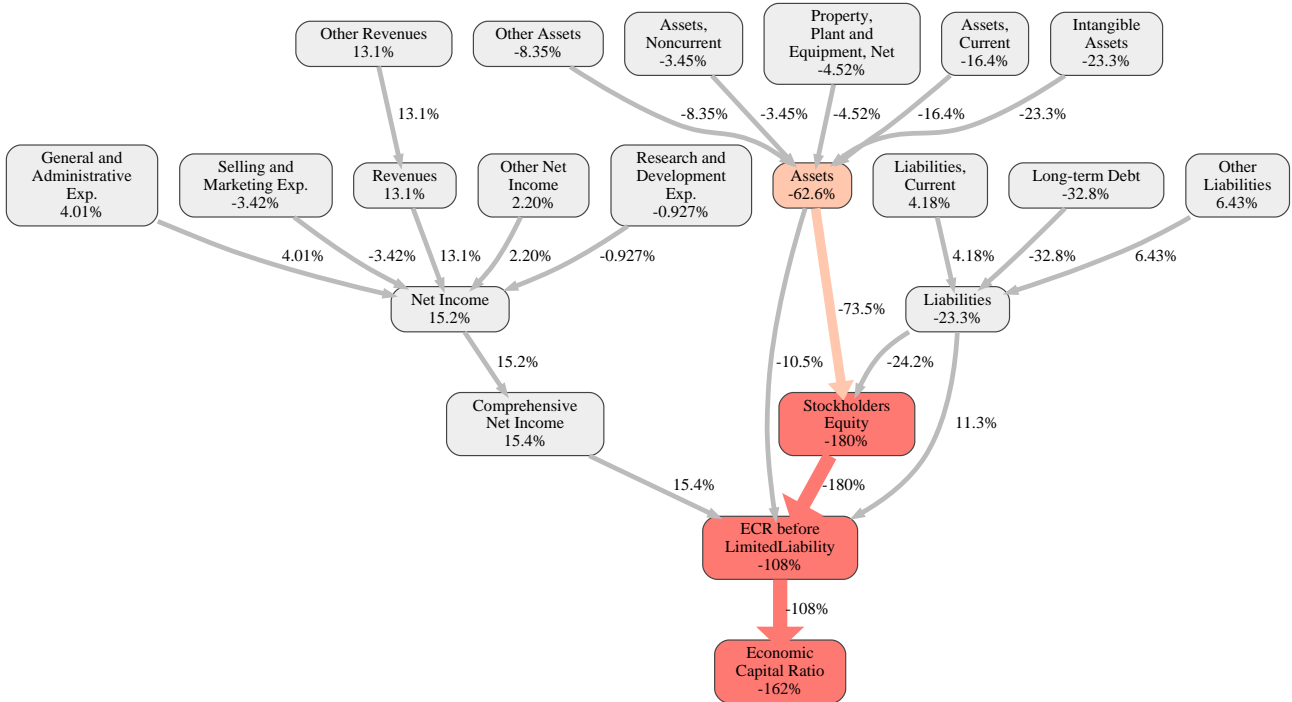 Other Revenues
13.1%
Other Assets
-8.35%
Assets,
Noncurrent
-3.45%
Property,
Plant and
Equipment, Net
-4.52%
Assets,
Current
-16.4%
Intangible
Assets
-23.3%
13.1%
-8.35%
-3.45%
-4.52%
-16.4%
-23.3%
General and
Administrative
Exp.
4.01%
Selling and
Marketing Exp.
-3.42%
Revenues
13.1%
Other Net
Income
2.20%
Research and
Development
Exp.
-0.927%
Assets
-62.6%
Liabilities,
Current
4.18%
Long-term Debt
-32.8%
Other
Liabilities
6.43%
4.01%
-3.42%
13.1%
2.20%
-0.927%
4.18%
-32.8%
6.43%
Net Income
15.2%
-73.5%
Liabilities
-23.3%
15.2%
-10.5%
-24.2%
11.3%
Comprehensive
Net Income
15.4%
Stockholders
Equity
-180%
15.4%
-180%
ECR before
LimitedLiability
-108%
-108%
Economic
Capital Ratio
-162%